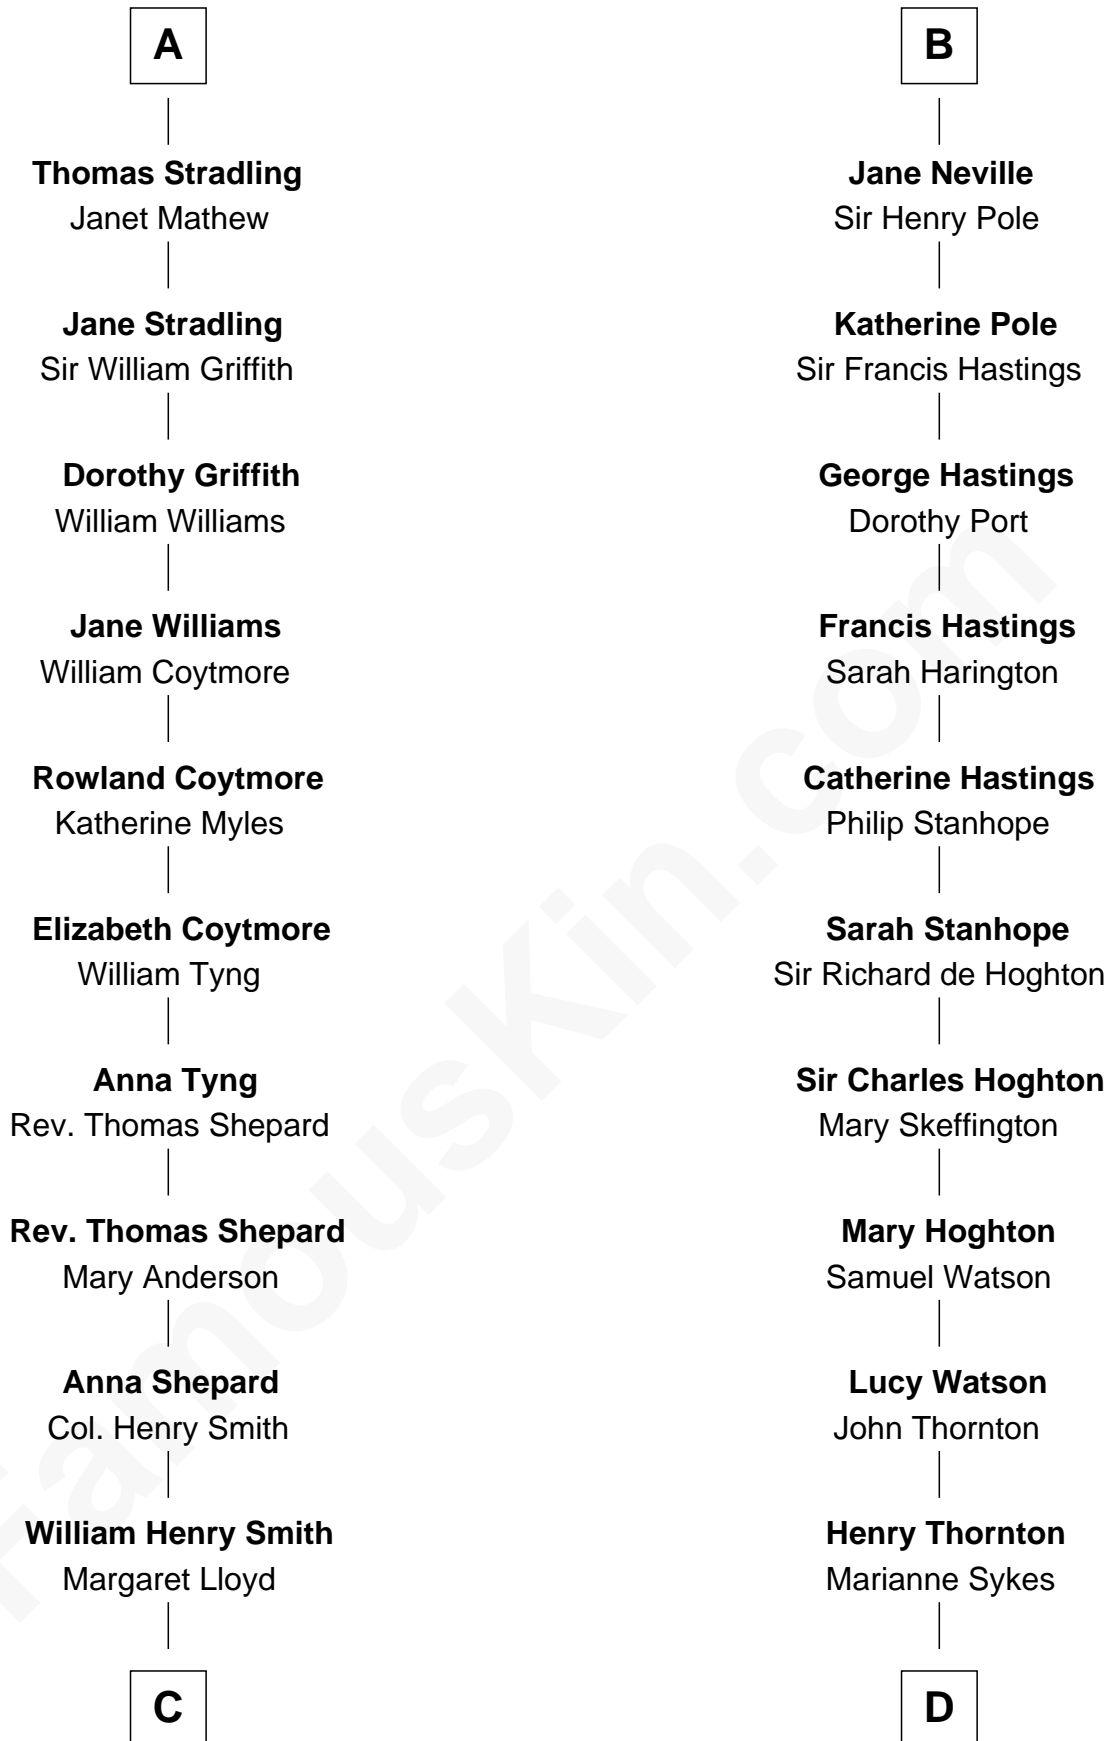 A
Thomas Stradling
Janet Mathew
Jane Stradling
Sir William Griffith
Dorothy Griffith
William Williams
Jane Williams
William Coytmore
Rowland Coytmore
Katherine Myles
Elizabeth Coytmore
William Tyng
Anna Tyng
Rev. Thomas Shepard
Rev. Thomas Shepard
Mary Anderson
Anna Shepard
Col. Henry Smith
William Henry Smith
Margaret Lloyd
C
B
Jane Neville
Sir Henry Pole
Katherine Pole
Sir Francis Hastings
George Hastings
Dorothy Port
Francis Hastings
Sarah Harington
Catherine Hastings
Philip Stanhope
Sarah Stanhope
Sir Richard de Hoghton
Sir Charles Hoghton
Mary Skeffington
Mary Hoghton
Samuel Watson
Lucy Watson
John Thornton
Henry Thornton
Marianne Sykes
D
FamousKin.com